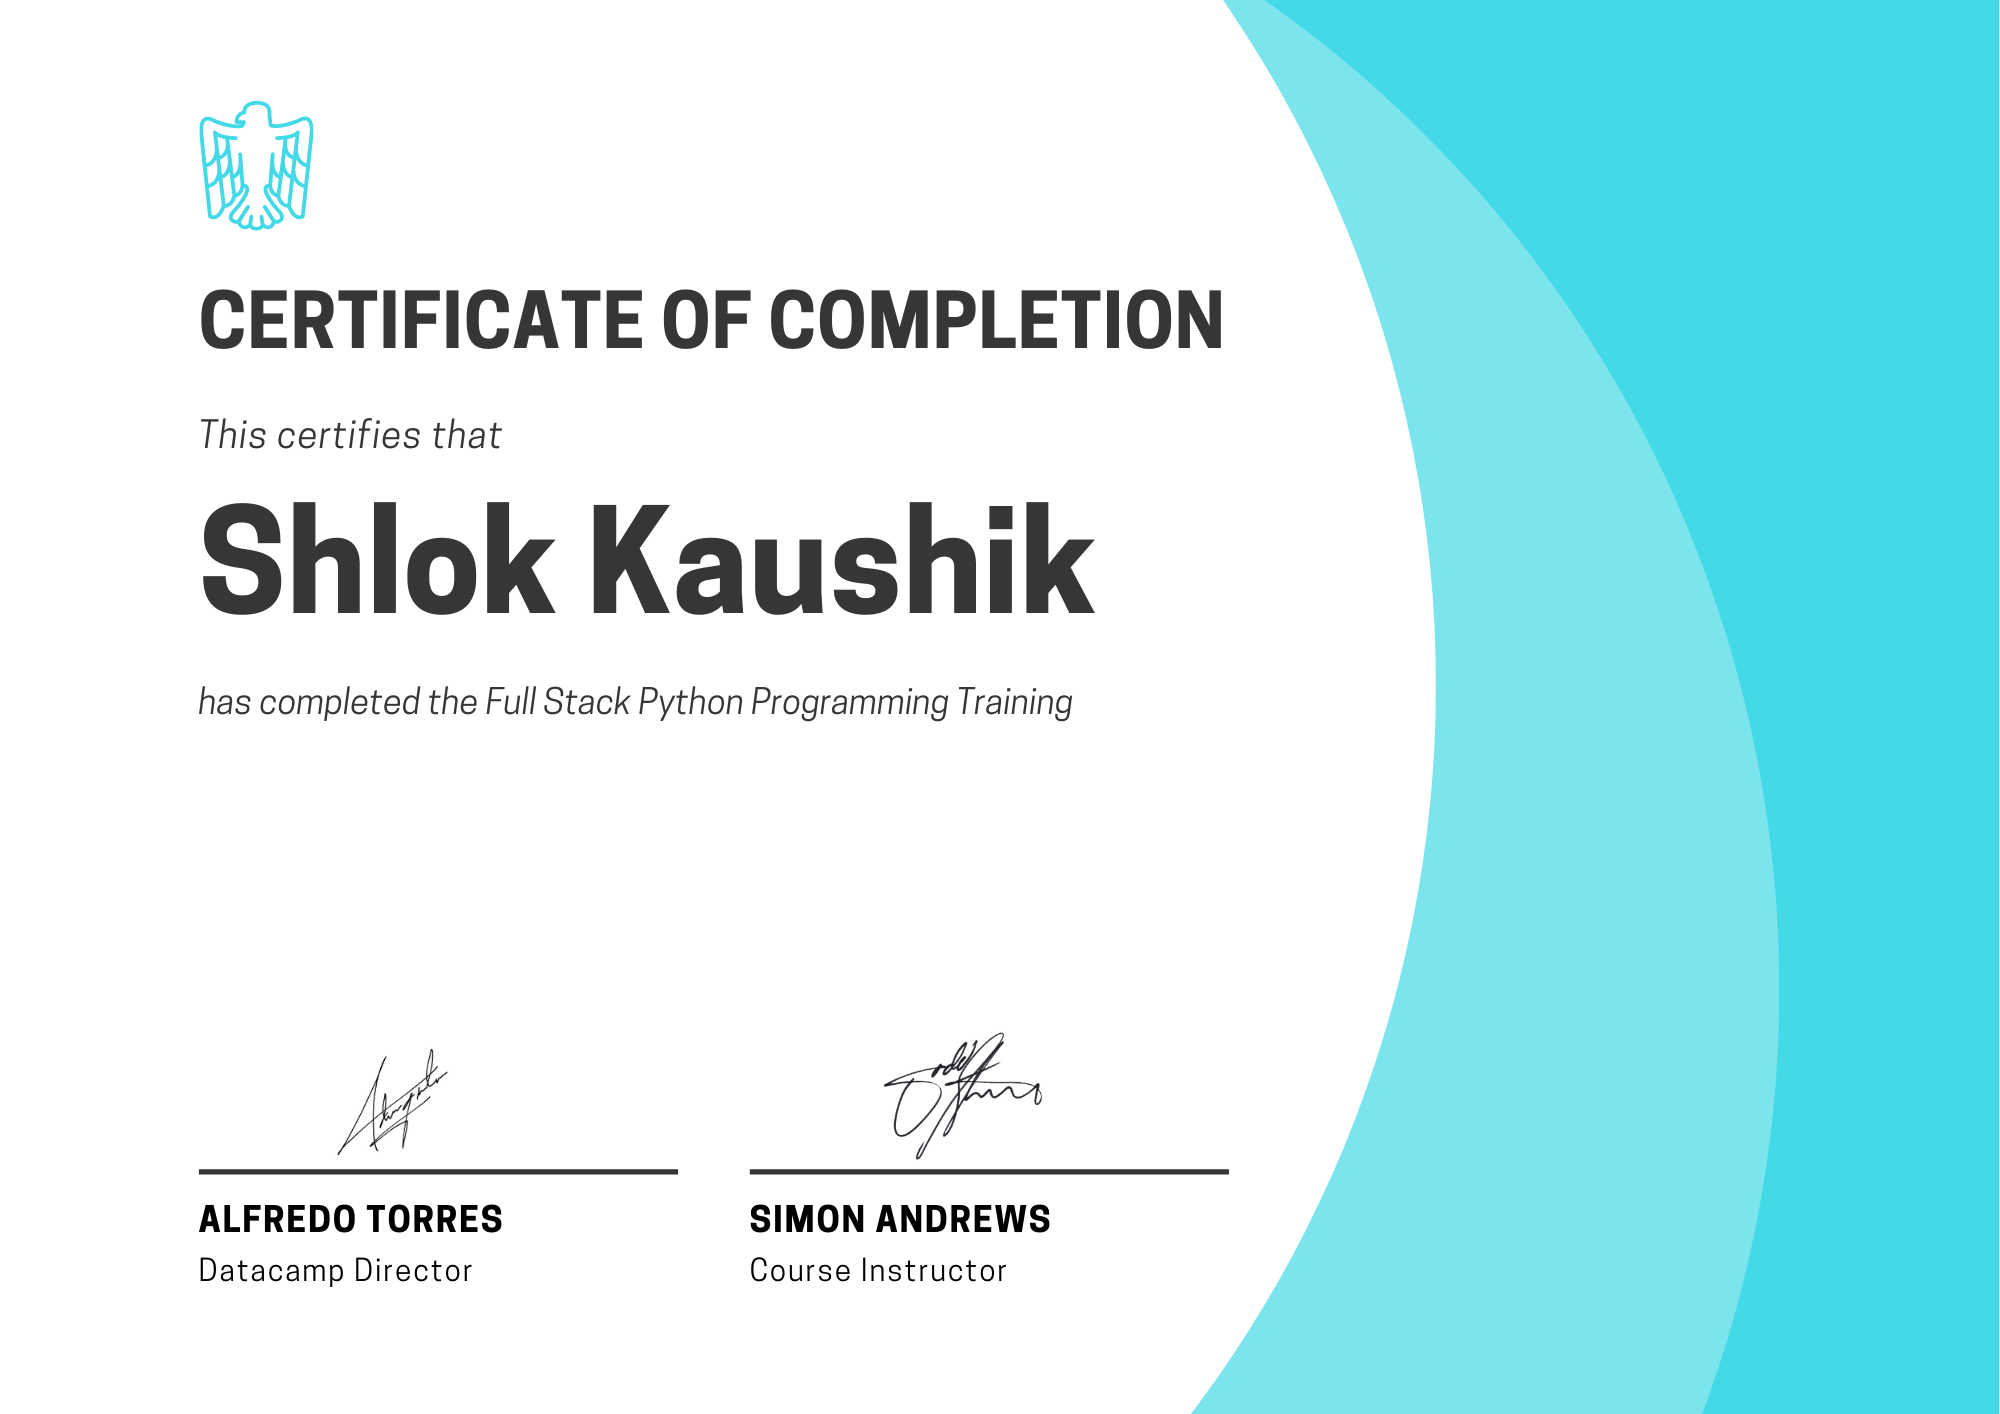 CERTIFICATE OF COMPLETION
This certifies that
Shlok Kaushik
has completed the Full Stack Python Programming Training
ALFREDO TORRES
Datacamp Director
SIMON ANDREWS
Course Instructor